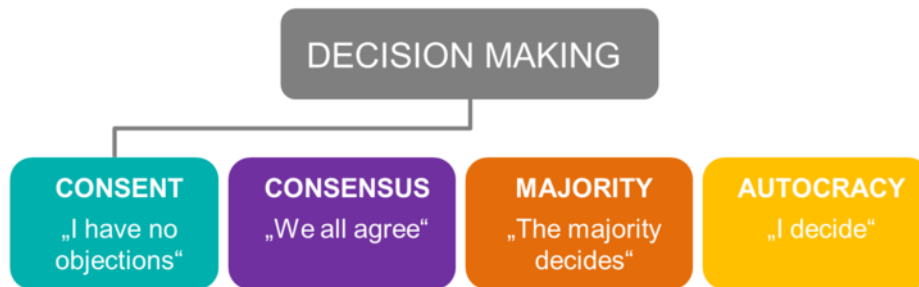 DECISION MAKING
CONSENT
„I have no
objections“
CONSENSUS
„We all agree“
MAJORITY
„The majority
decides“
AUTOCRACY
„I decide“